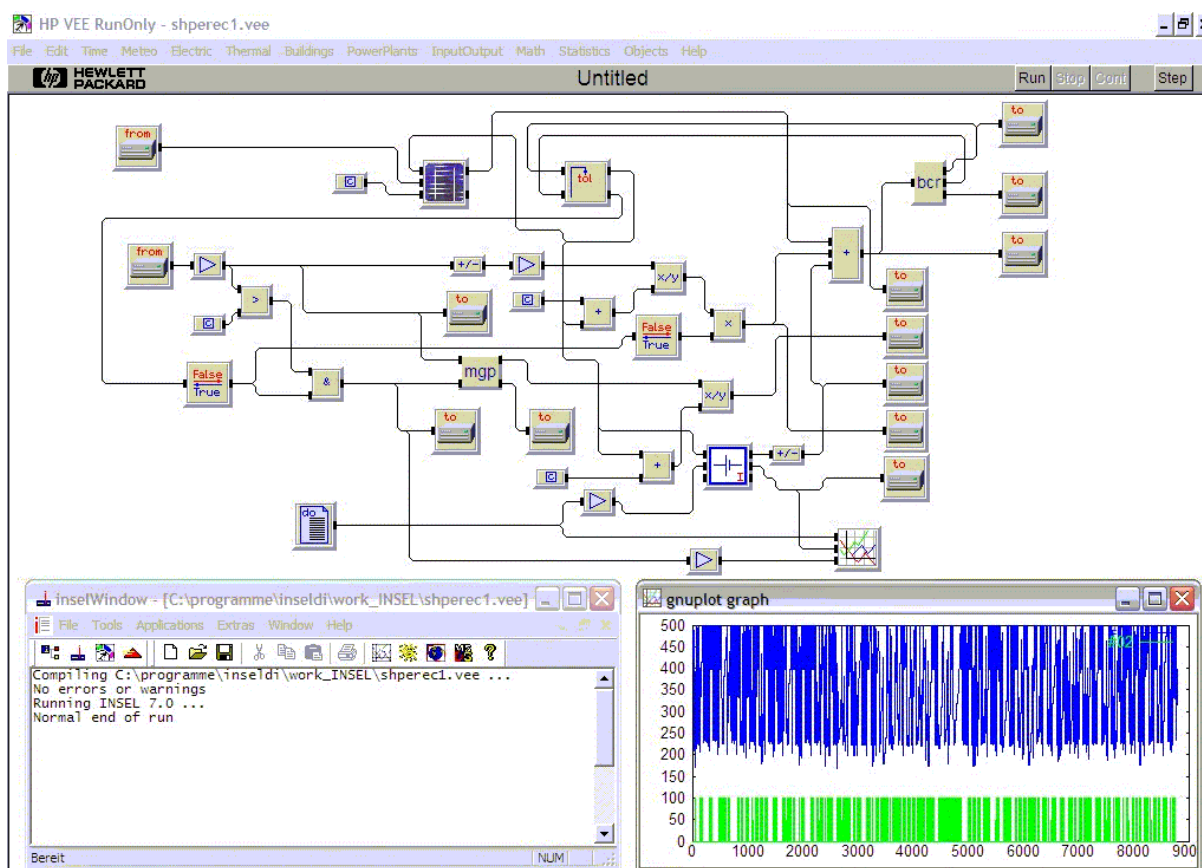 HP VEE RunOnly - shperec1.vee
File Edit Time Meteo Electric Thermal Buildings PowerPlants InputOutput Math Statistics Objects Help
hp HEWLETT
PACKARD
Untitled
Run Stop Cont Step
from
to
C
tol
bcr
to
from
+/-
x/y
+
to
>
C
to
C
+
False
True
x
to
False
True
&
mgp
x/y
to
to
to
to
to
C
+
I
+/-
to
do
inselWindow - [C:\programme\inseldi\work_INSEL\shperec1.vee]
File Tools Applications Extras Window Help
Compiling C:\programme\inseldi\work_INSEL\shperec1.vee ...
No errors or warnings
Running INSEL 7.0 ...
Normal end of run
Bereit NUM
gnuplot graph
500
450
400
350
300
250
200
150
100
50
0
0 1000 2000 3000 4000 5000 6000 7000 8000 900